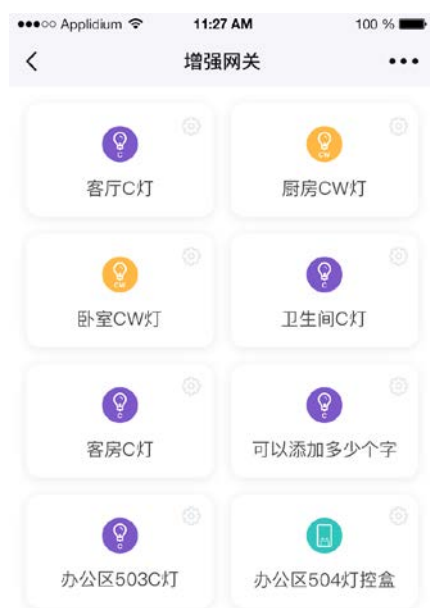 Applidium 11:27 AM 100 %
增强网关
C CW
客厅C灯 厨房CW灯
CW C
卧室CW灯 卫生间C灯
C C
客房C灯 可以添加多少个字
C
办公区503C灯 办公区504灯控盒